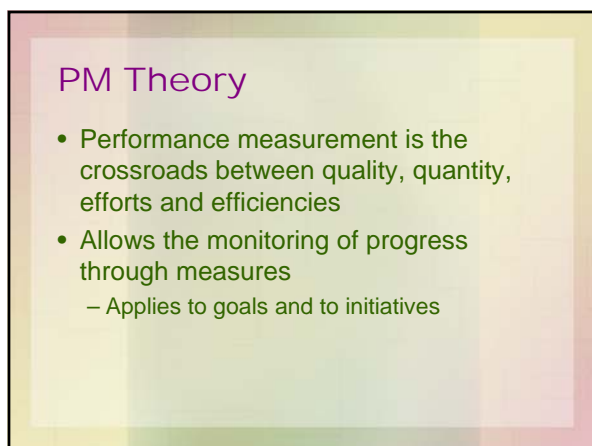 PM Theory
• Performance measurement is the
crossroads between quality, quantity,
efforts and efficiencies
• Allows the monitoring of progress
through measures
– Applies to goals and to initiatives